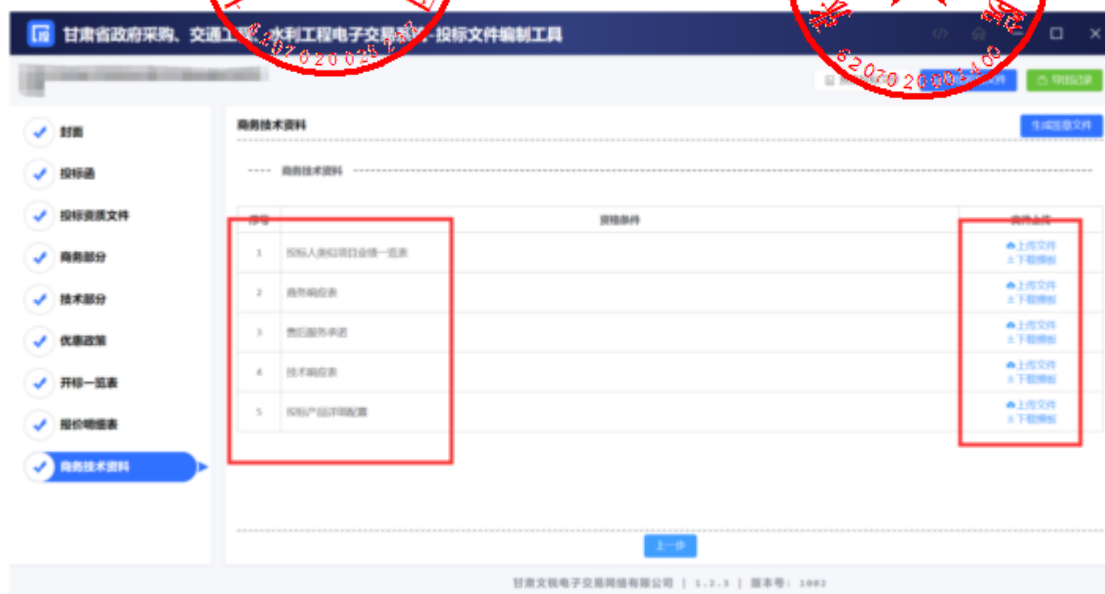 甘肃省政府采购、交通工程、水利工程电子交易系统-投标文件编制工具
封面
商务技术资料
生成签章文件
投标函
商务技术资料
投标资质文件
序号 资格条件 文件上传
商务部分
1 投标人类似项目业绩一览表 上传文件
下载模板
技术部分
2 商务响应表 上传文件
下载模板
优惠政策
3 售后服务承诺 上传文件
下载模板
开标一览表
4 技术响应表 上传文件
下载模板
报价明细表
5 投标产品详细配置 上传文件
下载模板
商务技术资料
上一步
甘肃文锐电子交易网络有限公司 | 1.2.3 | 版本号: 1002